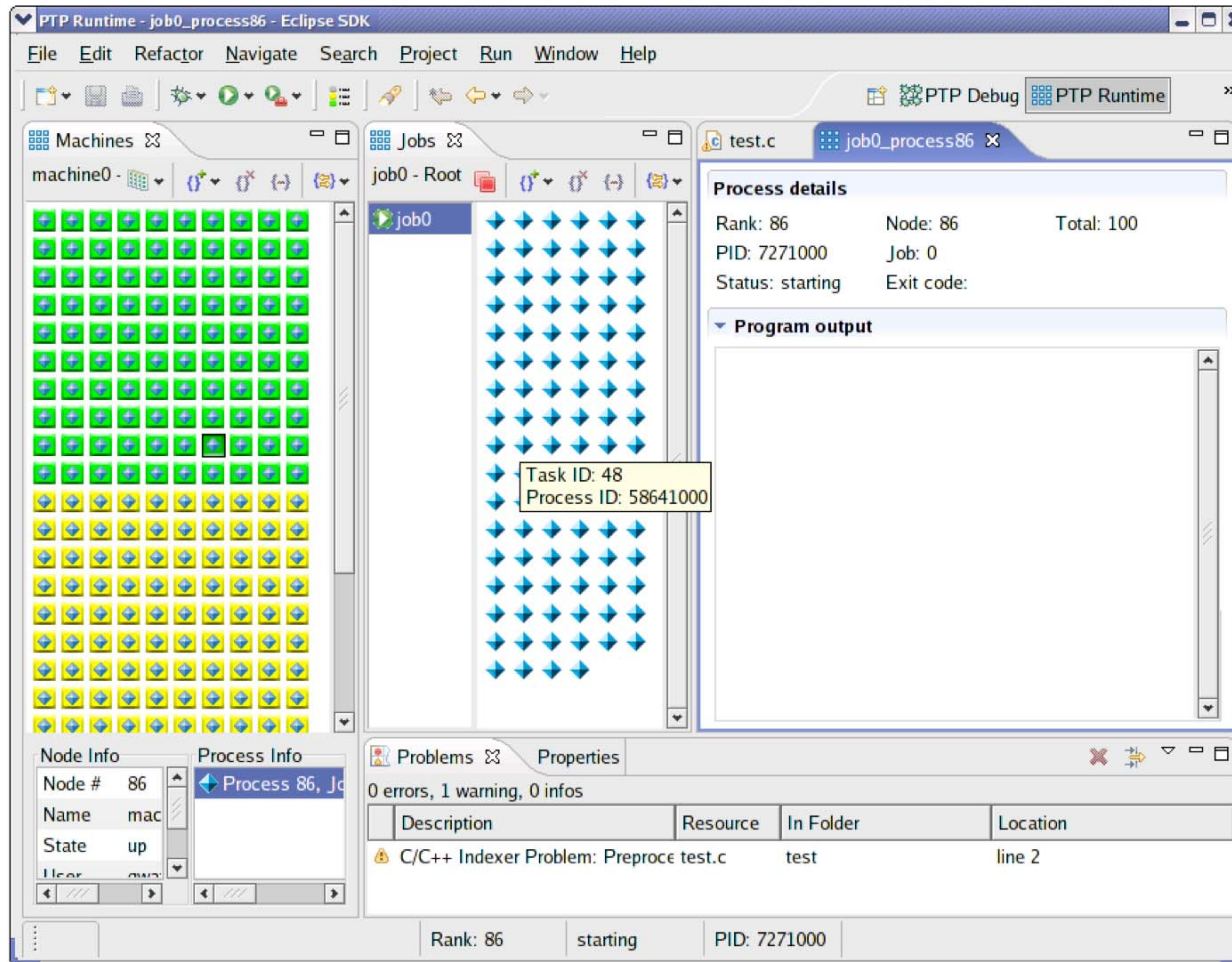 PTP Runtime - job0_process86 - Eclipse SDK
File Edit Refactor Navigate Search Project Run Window Help
PTP Debug PTP Runtime
Machines
machine0 -
Jobs
job0 - Root
job0
Task ID: 48
Process ID: 58641000
test.c job0_process86
Process details
Rank: 86 Node: 86 Total: 100
PID: 7271000 Job: 0
Status: starting Exit code:
Program output
Node Info
Node # 86
Name mac
State up
Process Info
Process 86, Jo
Problems Properties
0 errors, 1 warning, 0 infos
Description Resource In Folder Location
C/C++ Indexer Problem: Preproce test.c test line 2
Rank: 86 starting PID: 7271000